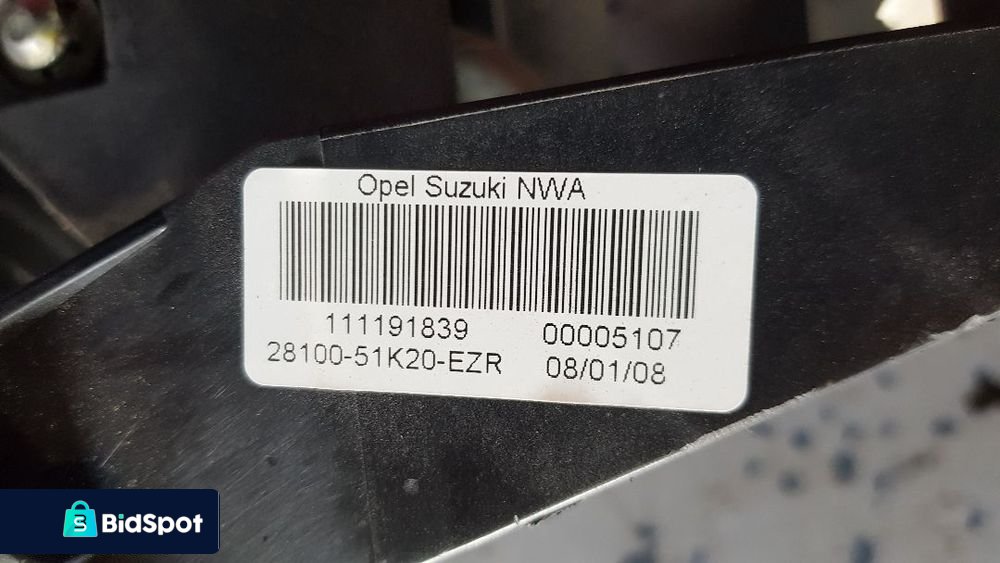 Opel Suzuki NWA
111191839 00005107
28100-51K20-EZR 08/01/08
BidSpot